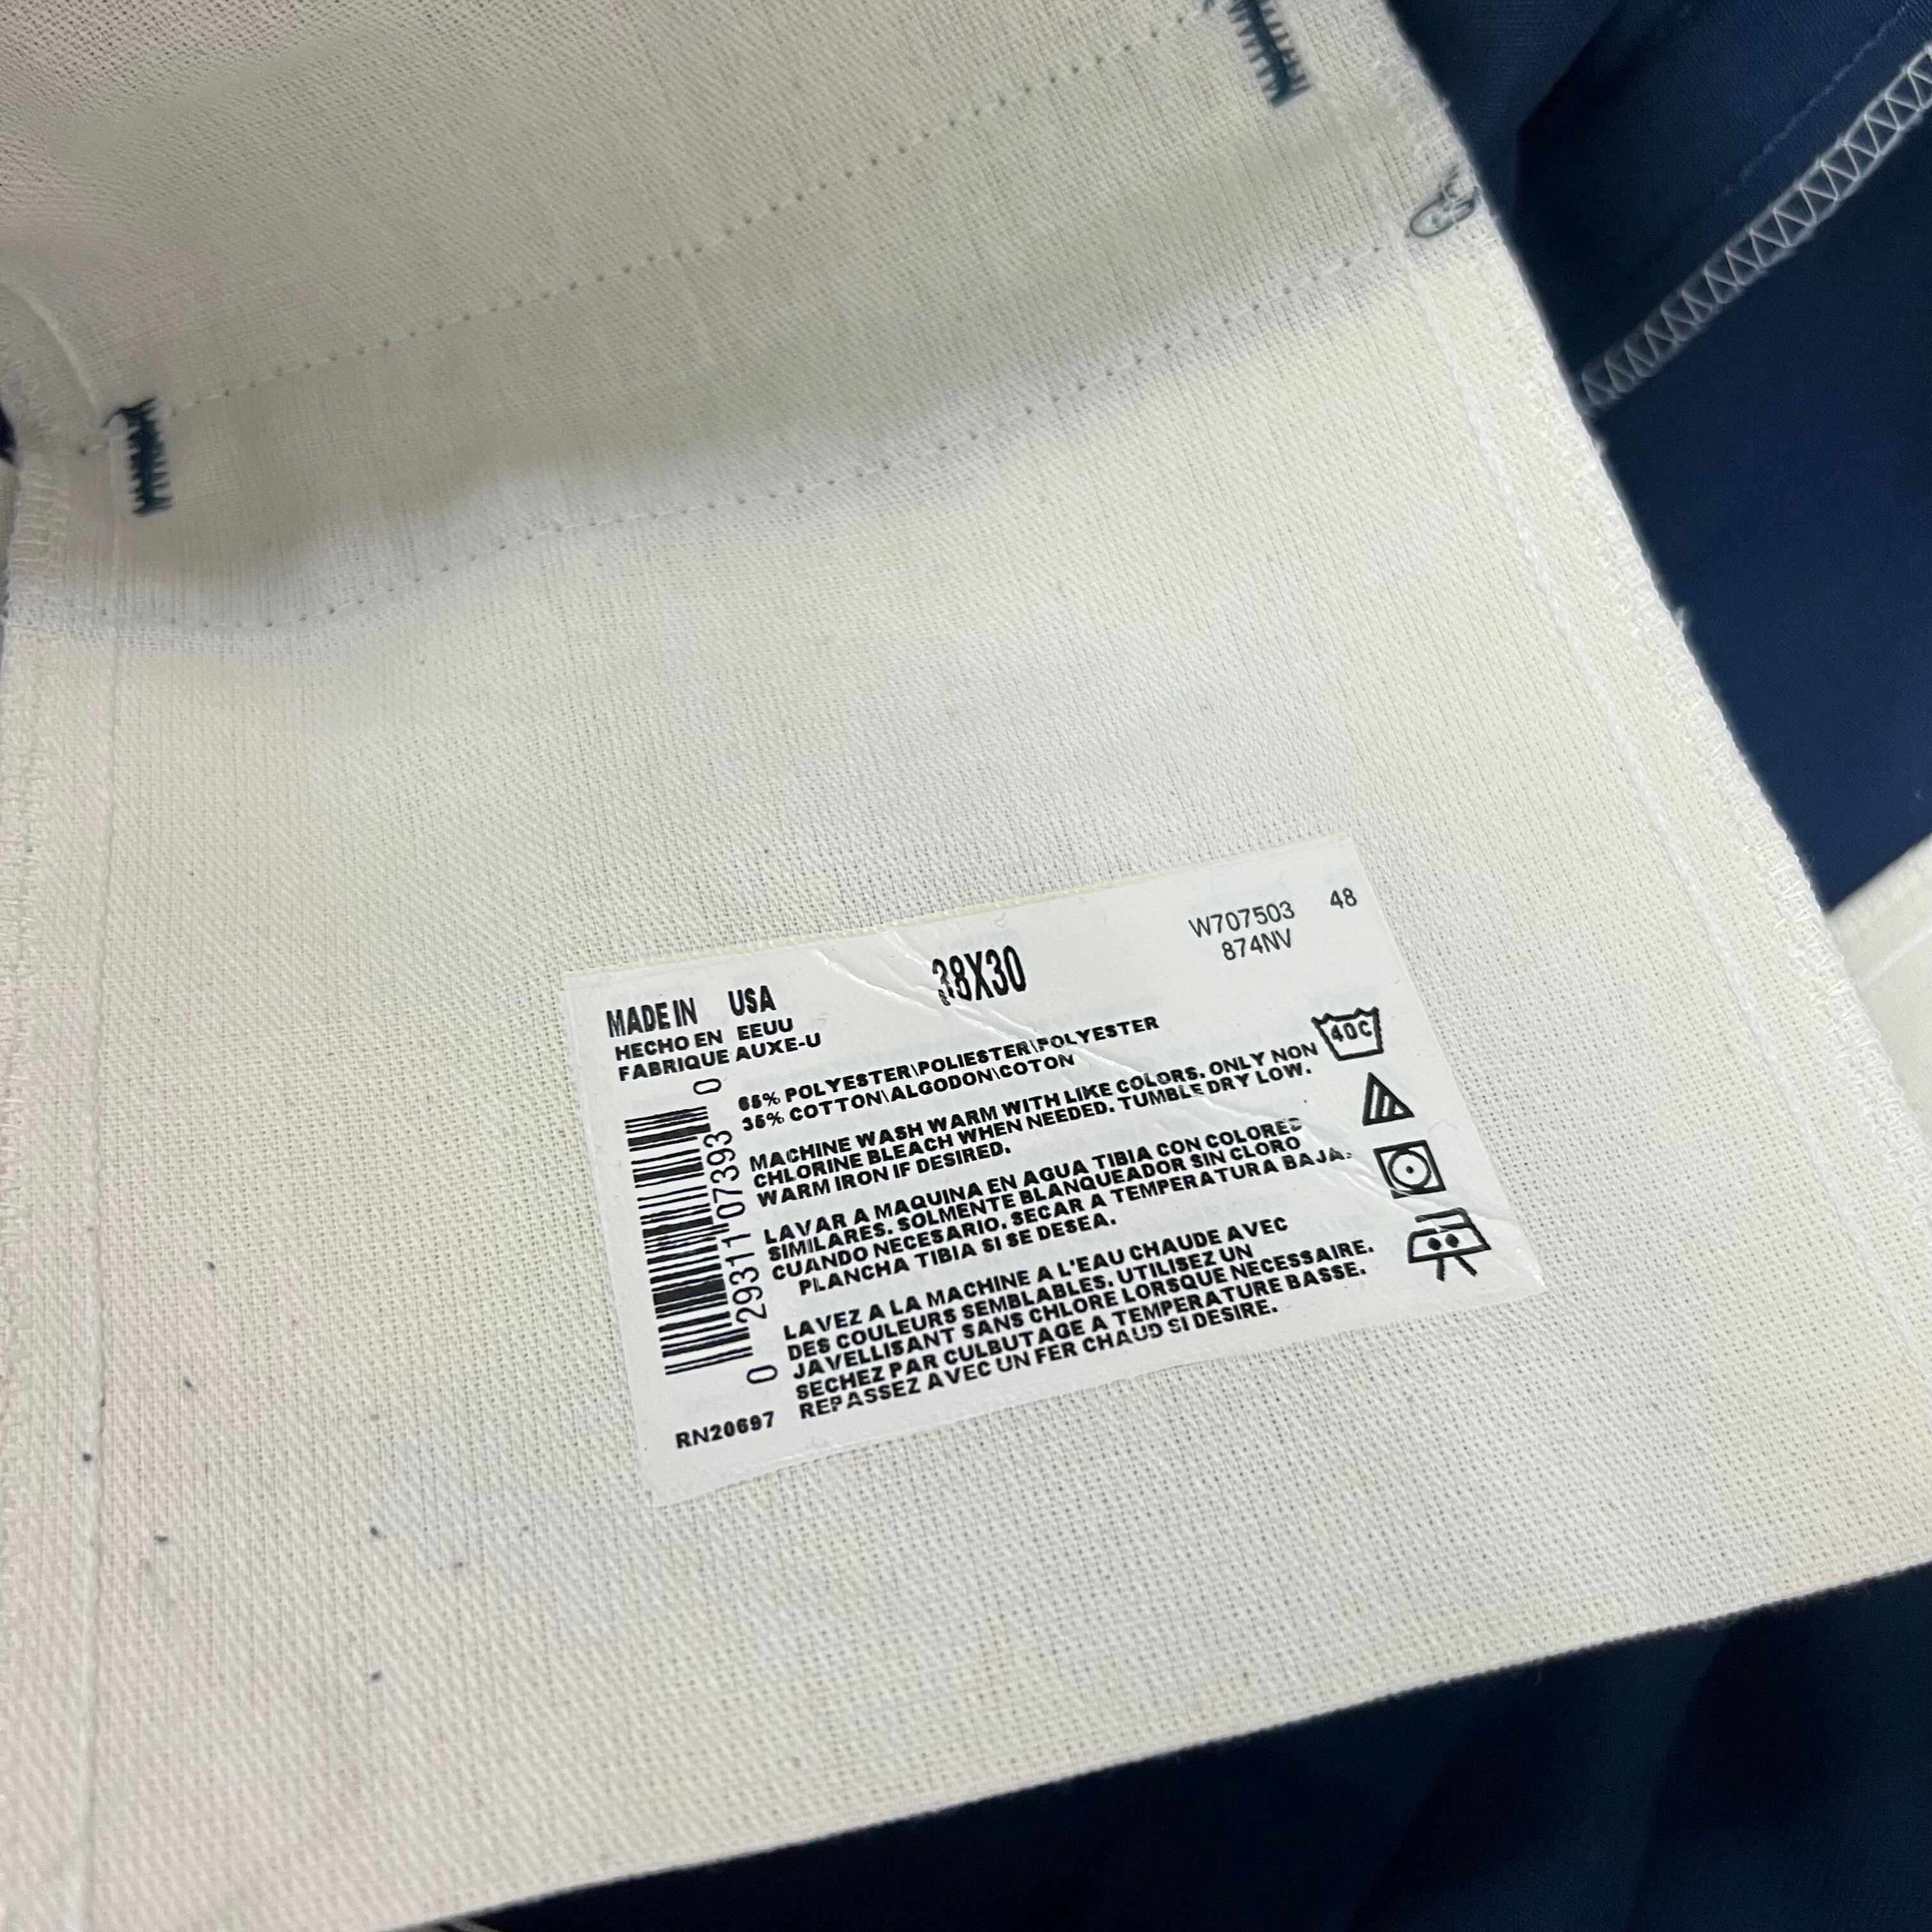 W707503 48
874NV
38X30
MADE IN USA
HECHO EN EEUU
FABRIQUE AUXE-U
65% POLYESTER\POLIESTER\POLYESTER
35% COTTON\ALGODON\COTON
MACHINE WASH WARM WITH LIKE COLORS. ONLY NON
CHLORINE BLEACH WHEN NEEDED. TUMBLE DRY LOW.
WARM IRON IF DESIRED.
LAVAR A MAQUINA EN AGUA TIBIA CON COLORES
SIMILARES. SOLMENTE BLANQUEADOR SIN CLORO
CUANDO NECESARIO. SECAR A TEMPERATURA BAJA.
PLANCHA TIBIA SI SE DESEA.
LAVEZ A LA MACHINE A L'EAU CHAUDE AVEC
DES COULEURS SEMBLABLES. UTILISEZ UN
JAVELLISANT SANS CHLORE LORSQUE NECESSAIRE.
SECHEZ PAR CULBUTAGE A TEMPERATURE BASSE.
REPASSEZ AVEC UN FER CHAUD SI DESIRE.
40C
0 29311 07393 0
RN20697